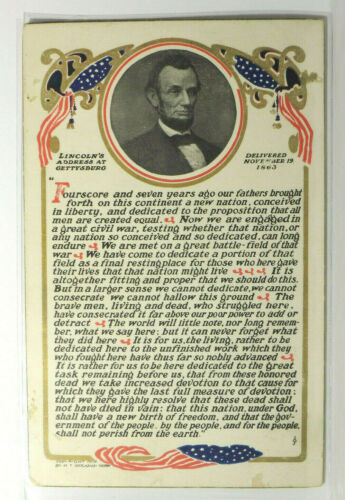 LINCOLN'S
ADDRESS AT
GETTYSBURG
DELIVERED
NOVEMBER 19
1863
"Fourscore and seven years ago our fathers brought
forth on this continent a new nation, conceived
in liberty, and dedicated to the proposition that all
men are created equal. Now we are engaged in
a great civil war, testing whether that nation, or
any nation so conceived and so dedicated, can long
endure We are met on a great battle-field of that
war We have come to dedicate a portion of that
field as a final resting place for those who here gave
their lives that that nation might live It is
altogether fitting and proper that we should do this.
But in a larger sense we cannot dedicate, we cannot
consecrate we cannot hallow this ground The
brave men, living and dead, who struggled here,
have consecrated it far above our poor power to add or
detract The world will little note, nor long remem-
ber, what we say here; but it can never forget what
they did here It is for us, the living, rather to be
dedicated here to the unfinished work which they
who fought here have thus far so nobly advanced
It is rather for us to be here dedicated to the great
task remaining before us, that from these honored
dead we take increased devotion to that cause for
which they gave the last full measure of devotion;
that we here highly resolve that these dead shall
not have died in vain; that this nation, under God,
shall have a new birth of freedom, and that the gov-
ernment of the people, by the people, and for the people,
shall not perish from the earth."